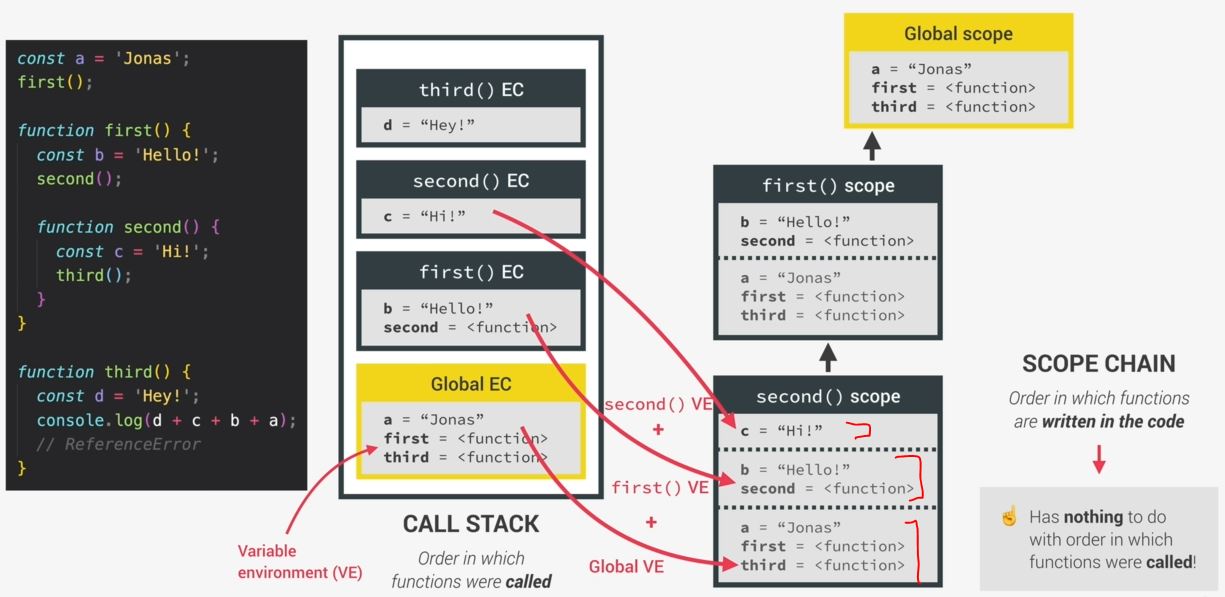 const a = 'Jonas';
first();
function first() {
const b = 'Hello!';
second();
function second() {
const c = 'Hi!';
third();
}
}
function third() {
const d = 'Hey!';
console.log(d + c + b + a);
// ReferenceError
}
third() EC
d = “Hey!”
second() EC
c = “Hi!”
first() EC
b = “Hello!”
second = <function>
Global EC
a = “Jonas”
first = <function>
third = <function>
Variable
environment (VE)
CALL STACK
Order in which
functions were called
second() VE
+
first() VE
+
Global VE
Global scope
a = “Jonas”
first = <function>
third = <function>
first() scope
b = “Hello!”
second = <function>
a = “Jonas”
first = <function>
third = <function>
second() scope
c = “Hi!”
b = “Hello!”
second = <function>
a = “Jonas”
first = <function>
third = <function>
SCOPE CHAIN
Order in which functions
are written in the code
☝ Has nothing to do
with order in which
functions were called!